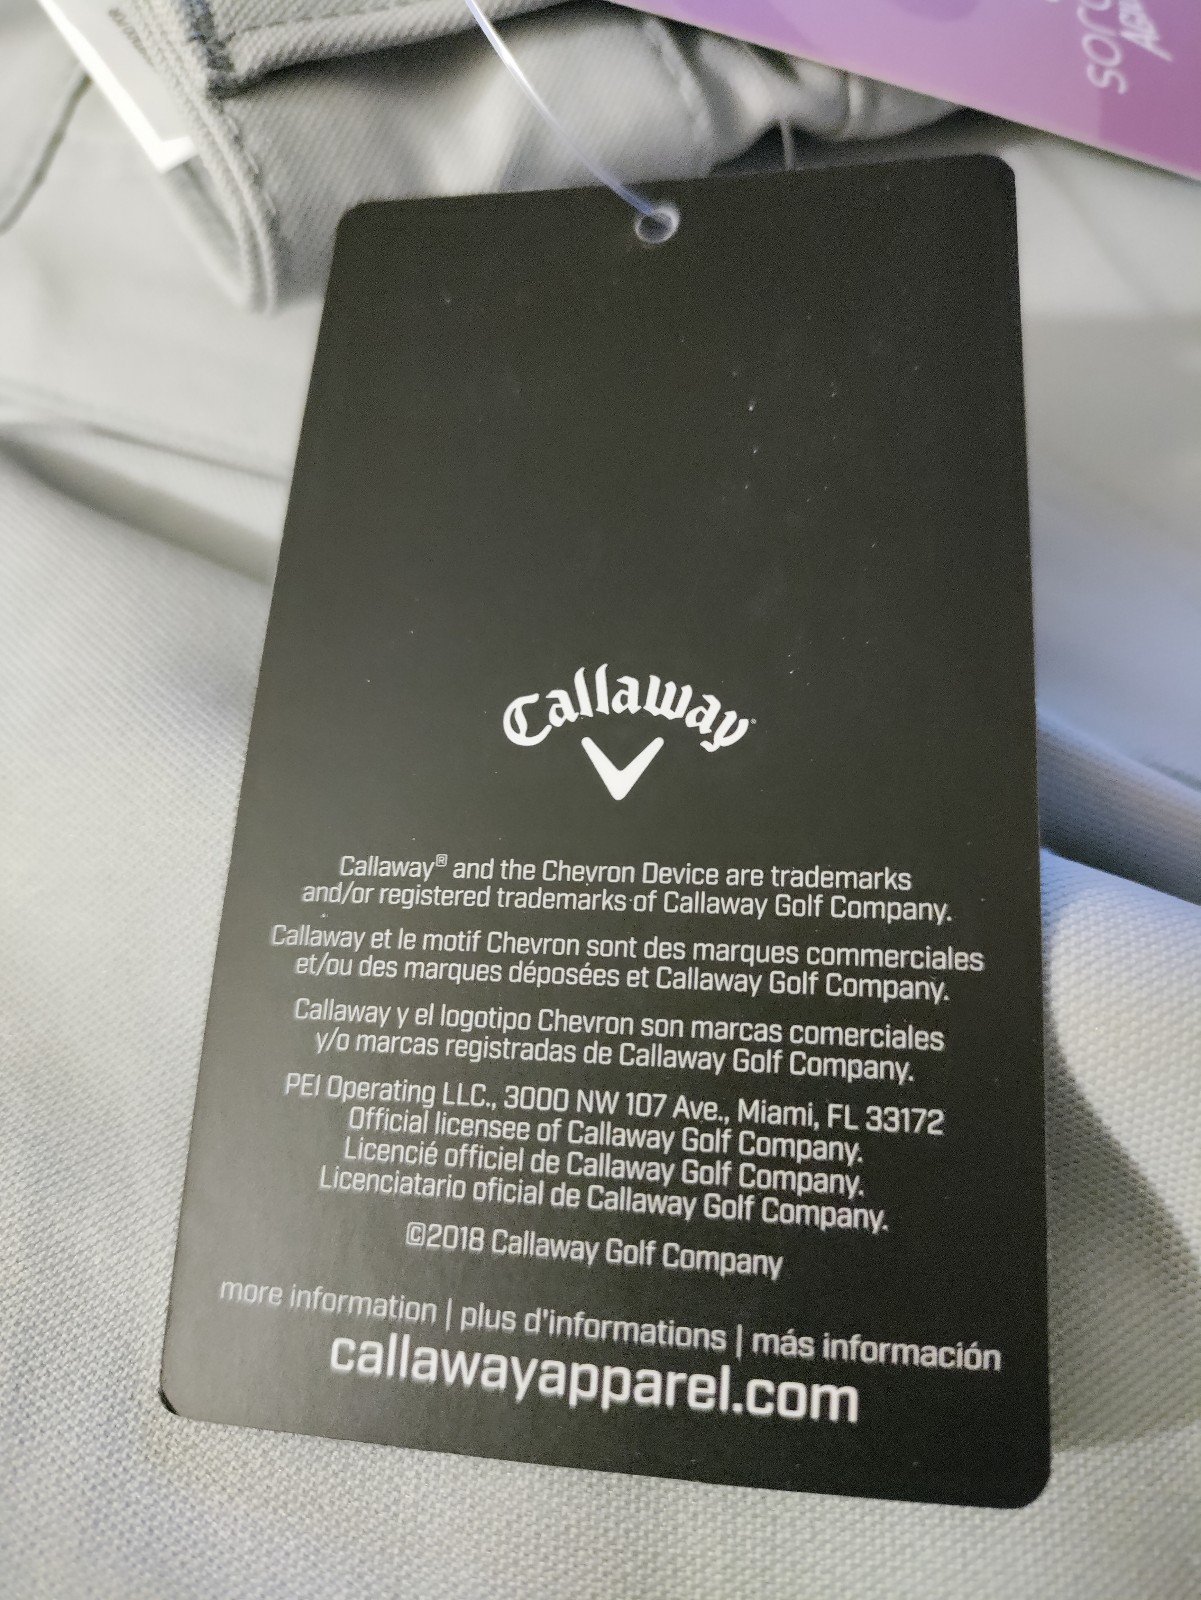 Callaway
Callaway® and the Chevron Device are trademarks
and/or registered trademarks of Callaway Golf Company.
Callaway et le motif Chevron sont des marques commerciales
et/ou des marques déposées et Callaway Golf Company.
Callaway y el logotipo Chevron son marcas comerciales
y/o marcas registradas de Callaway Golf Company.
PEI Operating LLC., 3000 NW 107 Ave., Miami, FL 33172
Official licensee of Callaway Golf Company.
Licencié officiel de Callaway Golf Company.
Licenciatario oficial de Callaway Golf Company.
©2018 Callaway Golf Company
more information | plus d'informations | más información
callawayapparel.com